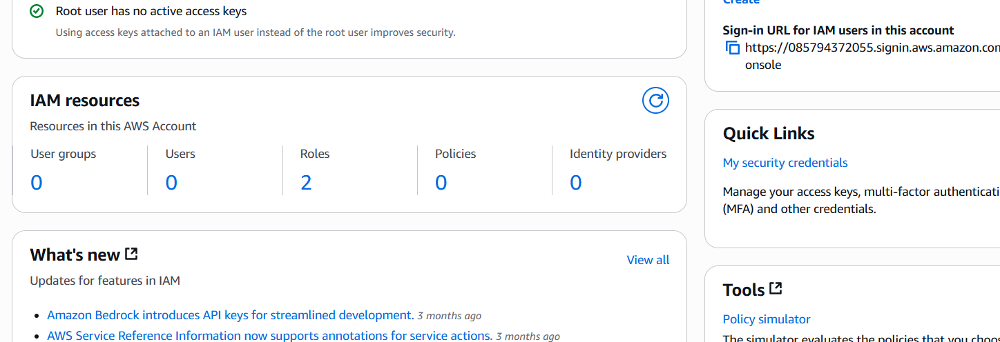 Root user has no active access keys
Using access keys attached to an IAM user instead of the root user improves security.
IAM resources
Resources in this AWS Account
User groups
0
Users
0
Roles
2
Policies
0
Identity providers
0
What's new
View all
Updates for features in IAM
Amazon Bedrock introduces API keys for streamlined development. 3 months ago
AWS Service Reference Information now supports annotations for service actions. 3 months ago
Create
Sign-in URL for IAM users in this account
https://085794372055.signin.aws.amazon.com
onsole
Quick Links
My security credentials
Manage your access keys, multi-factor authenticati
(MFA) and other credentials.
Tools
Policy simulator
The simulator evaluates the policies that you choos